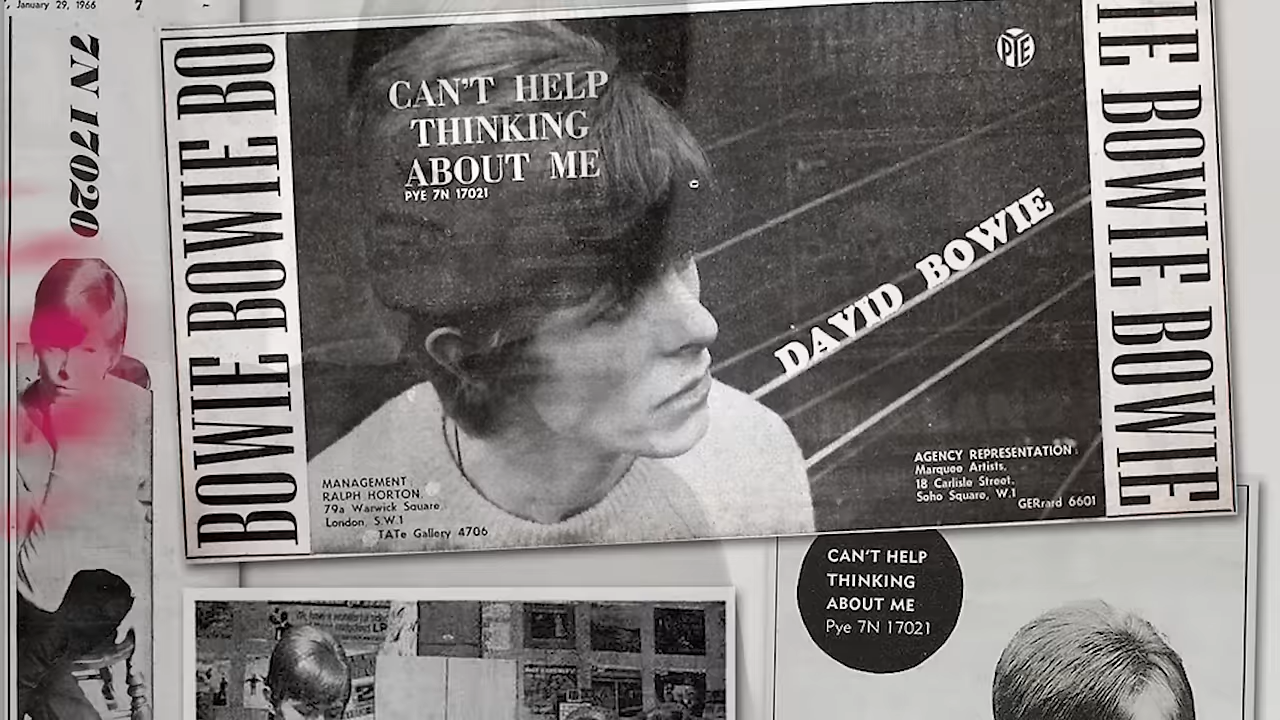 , January 29, 1966 7
7N 17020
BOWIE BOWIE BO
CAN'T HELP
THINKING
ABOUT ME
PYE 7N 17021
PYE
DAVID BOWIE
MANAGEMENT
RALPH HORTON,
79a Warwick Square,
London, S.W.1
TATe Gallery 4706
AGENCY REPRESENTATION:
Marquee Artists,
18 Carlisle Street,
Soho Square, W.1
GERrard 6601
IE BOWIE BOWIE
CAN'T HELP
THINKING
ABOUT ME
Pye 7N 17021
LP